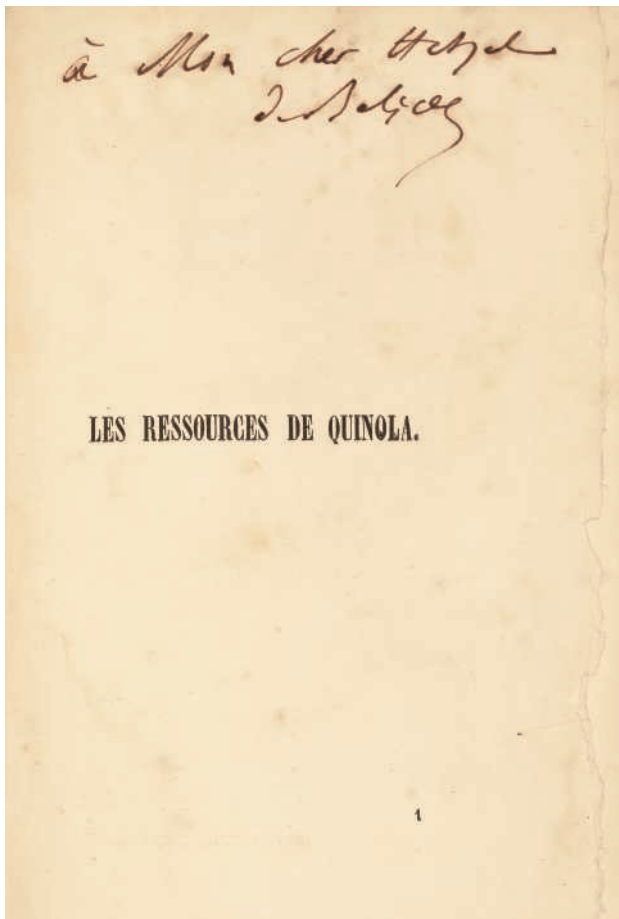 à Mon cher Hetzel
de Balzac
LES RESSOURCES DE QUINOLA.
1